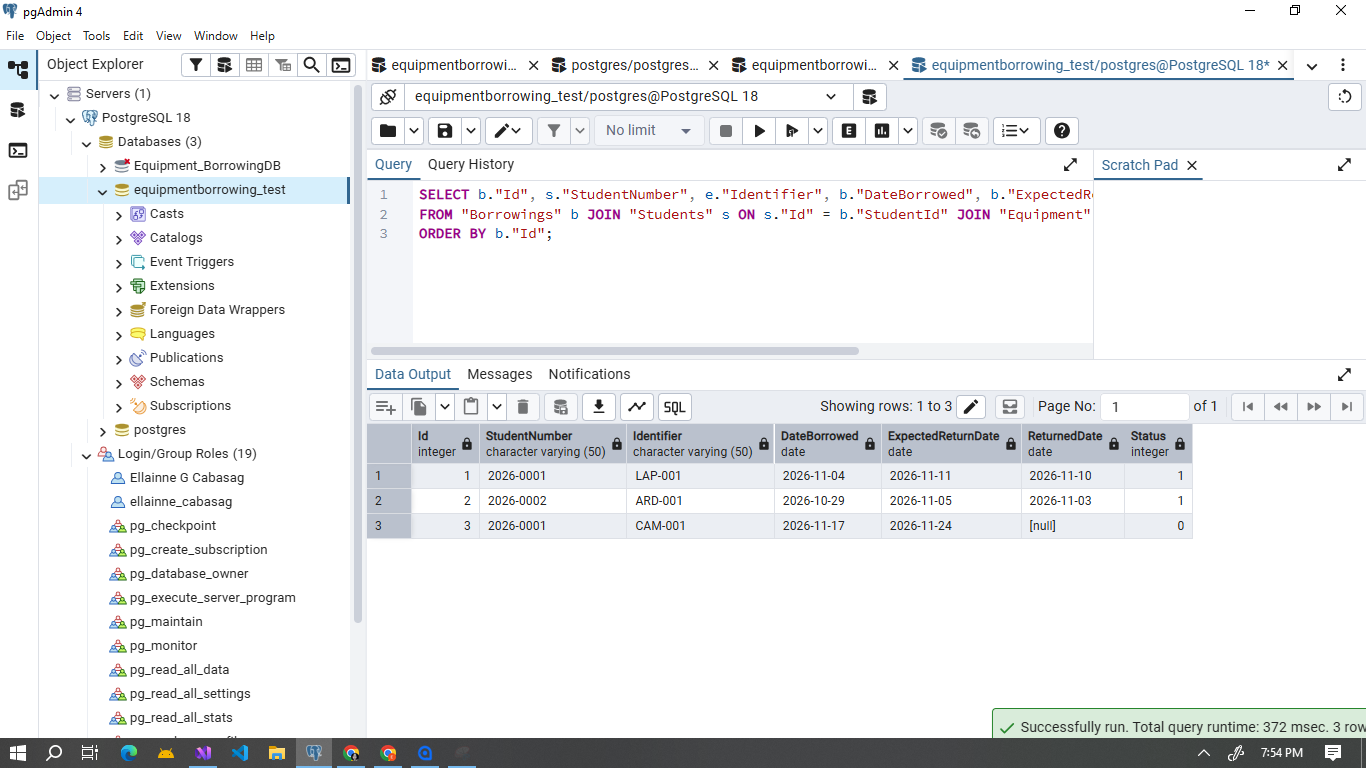 pgAdmin 4
File Object Tools Edit View Window Help
Object Explorer
equipmentborrowi...
postgres/postgres...
equipmentborrowi...
equipmentborrowing_test/postgres@PostgreSQL 18*
Servers (1)
PostgreSQL 18
Databases (3)
Equipment_BorrowingDB
equipmentborrowing_test
Casts
Catalogs
Event Triggers
Extensions
Foreign Data Wrappers
Languages
Publications
Schemas
Subscriptions
postgres
Login/Group Roles (19)
Ellainne G Cabasag
ellainne_cabasag
pg_checkpoint
pg_create_subscription
pg_database_owner
pg_execute_server_program
pg_maintain
pg_monitor
pg_read_all_data
pg_read_all_settings
pg_read_all_stats
equipmentborrowing_test/postgres@PostgreSQL 18
No limit
E
Query Query History
Scratch Pad
1 SELECT b."Id", s."StudentNumber", e."Identifier", b."DateBorrowed", b."ExpectedRe
2 FROM "Borrowings" b JOIN "Students" s ON s."Id" = b."StudentId" JOIN "Equipment"
3 ORDER BY b."Id";
Data Output Messages Notifications
SQL
Showing rows: 1 to 3
Page No: 1 of 1
Id integer StudentNumber character varying (50) Identifier character varying (50) DateBorrowed date ExpectedReturnDate date ReturnedDate date Status integer
1 1 2026-0001 LAP-001 2026-11-04 2026-11-11 2026-11-10 1
2 2 2026-0002 ARD-001 2026-10-29 2026-11-05 2026-11-03 1
3 3 2026-0001 CAM-001 2026-11-17 2026-11-24 [null] 0
Successfully run. Total query runtime: 372 msec. 3 row
7:54 PM